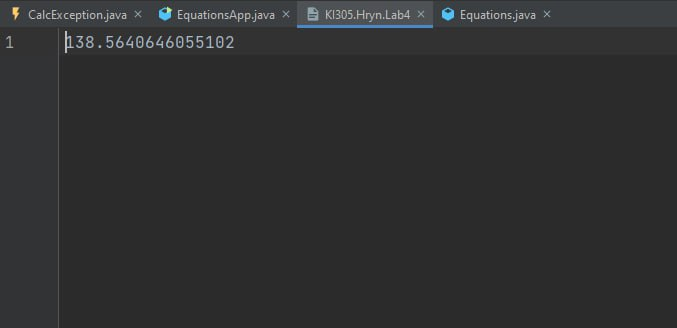 CalcException.java EquationsApp.java KI305.Hryn.Lab4 Equations.java
1 138.5640646055102